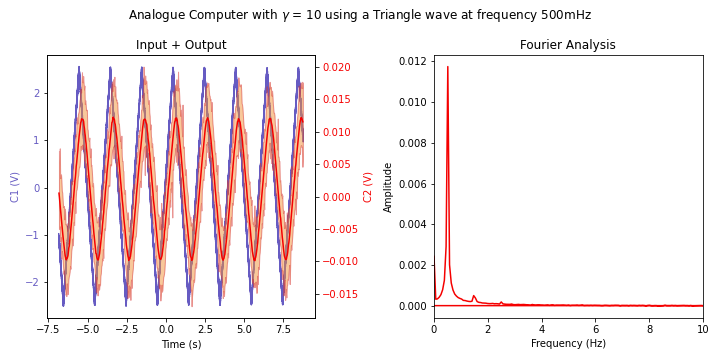 Analogue Computer with γ = 10 using a Triangle wave at frequency 500mHz
Input + Output
Fourier Analysis
C1 (V)
2
1
0
−1
−2
0.020
0.015
0.010
0.005
0.000
−0.005
−0.010
−0.015
C2 (V)
−7.5 −5.0 −2.5 0.0 2.5 5.0 7.5
Time (s)
Amplitude
0.012
0.010
0.008
0.006
0.004
0.002
0.000
0 2 4 6 8 10
Frequency (Hz)